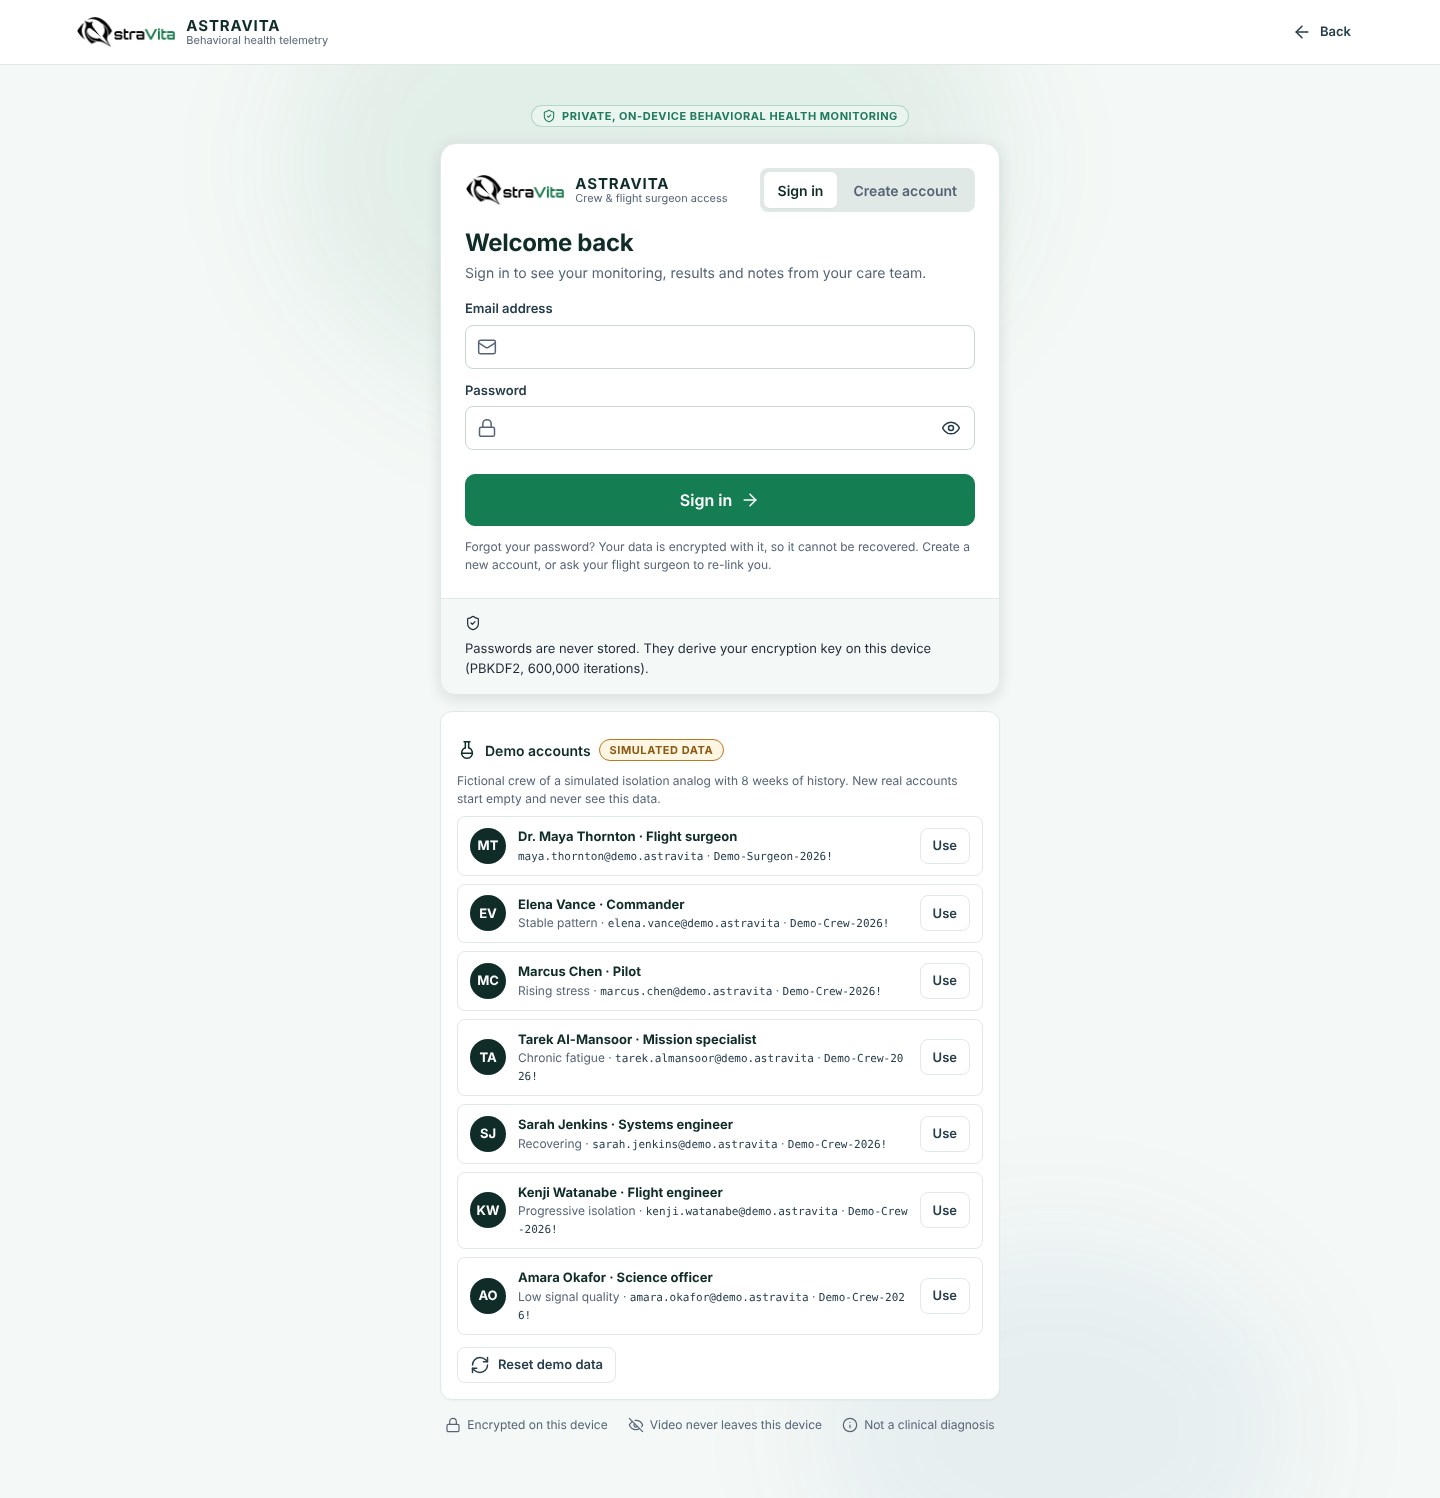 straVita
ASTRAVITA
Behavioral health telemetry
Back
PRIVATE, ON-DEVICE BEHAVIORAL HEALTH MONITORING
straVita
ASTRAVITA
Crew & flight surgeon access
Sign in
Create account
Welcome back
Sign in to see your monitoring, results and notes from your care team.
Email address
Password
Sign in
Forgot your password? Your data is encrypted with it, so it cannot be recovered. Create a
new account, or ask your flight surgeon to re-link you.
Passwords are never stored. They derive your encryption key on this device
(PBKDF2, 600,000 iterations).
Demo accounts
SIMULATED DATA
Fictional crew of a simulated isolation analog with 8 weeks of history. New real accounts
start empty and never see this data.
MT
Dr. Maya Thornton · Flight surgeon
maya.thornton@demo.astravita · Demo-Surgeon-2026!
Use
EV
Elena Vance · Commander
Stable pattern · elena.vance@demo.astravita · Demo-Crew-2026!
Use
MC
Marcus Chen · Pilot
Rising stress · marcus.chen@demo.astravita · Demo-Crew-2026!
Use
TA
Tarek Al-Mansoor · Mission specialist
Chronic fatigue · tarek.almansoor@demo.astravita · Demo-Crew-20
26!
Use
SJ
Sarah Jenkins · Systems engineer
Recovering · sarah.jenkins@demo.astravita · Demo-Crew-2026!
Use
KW
Kenji Watanabe · Flight engineer
Progressive isolation · kenji.watanabe@demo.astravita · Demo-Crew
-2026!
Use
AO
Amara Okafor · Science officer
Low signal quality · amara.okafor@demo.astravita · Demo-Crew-202
6!
Use
Reset demo data
Encrypted on this device
Video never leaves this device
Not a clinical diagnosis